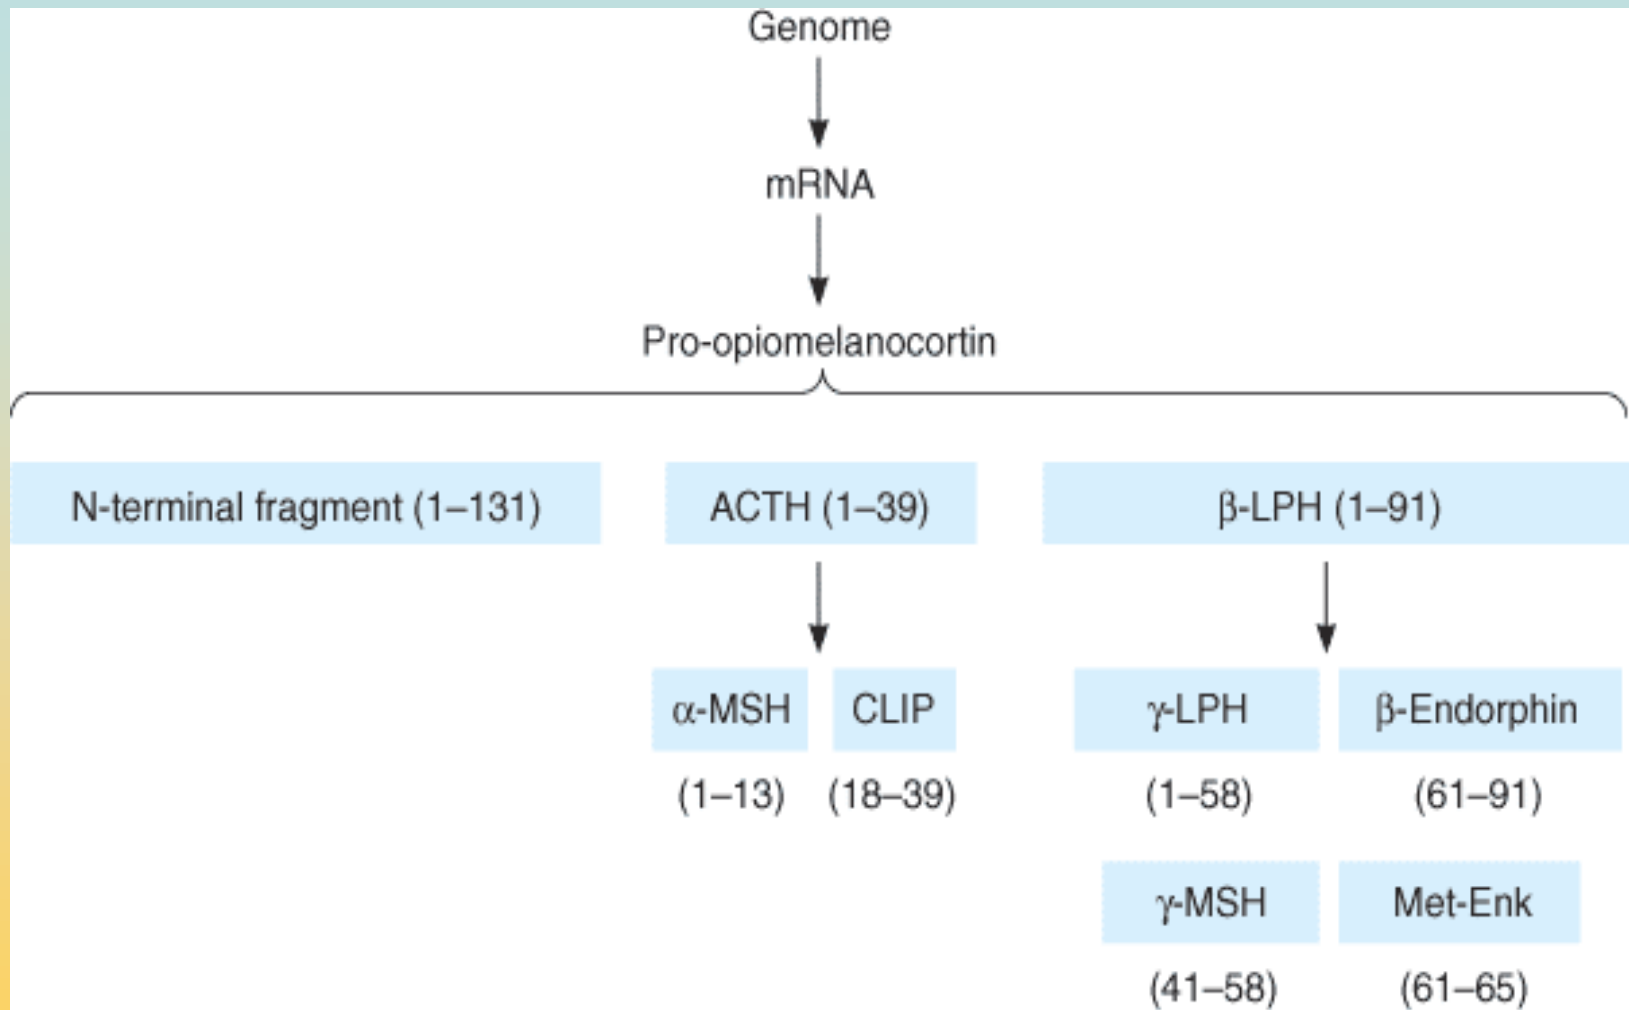 Genome
mRNA
Pro-opiomelanocortin
N-terminal fragment (1–131) ACTH (1–39) β-LPH (1–91)
α-MSH CLIP γ-LPH β-Endorphin
(1–13) (18–39) (1–58) (61–91)
γ-MSH Met-Enk
(41–58) (61–65)